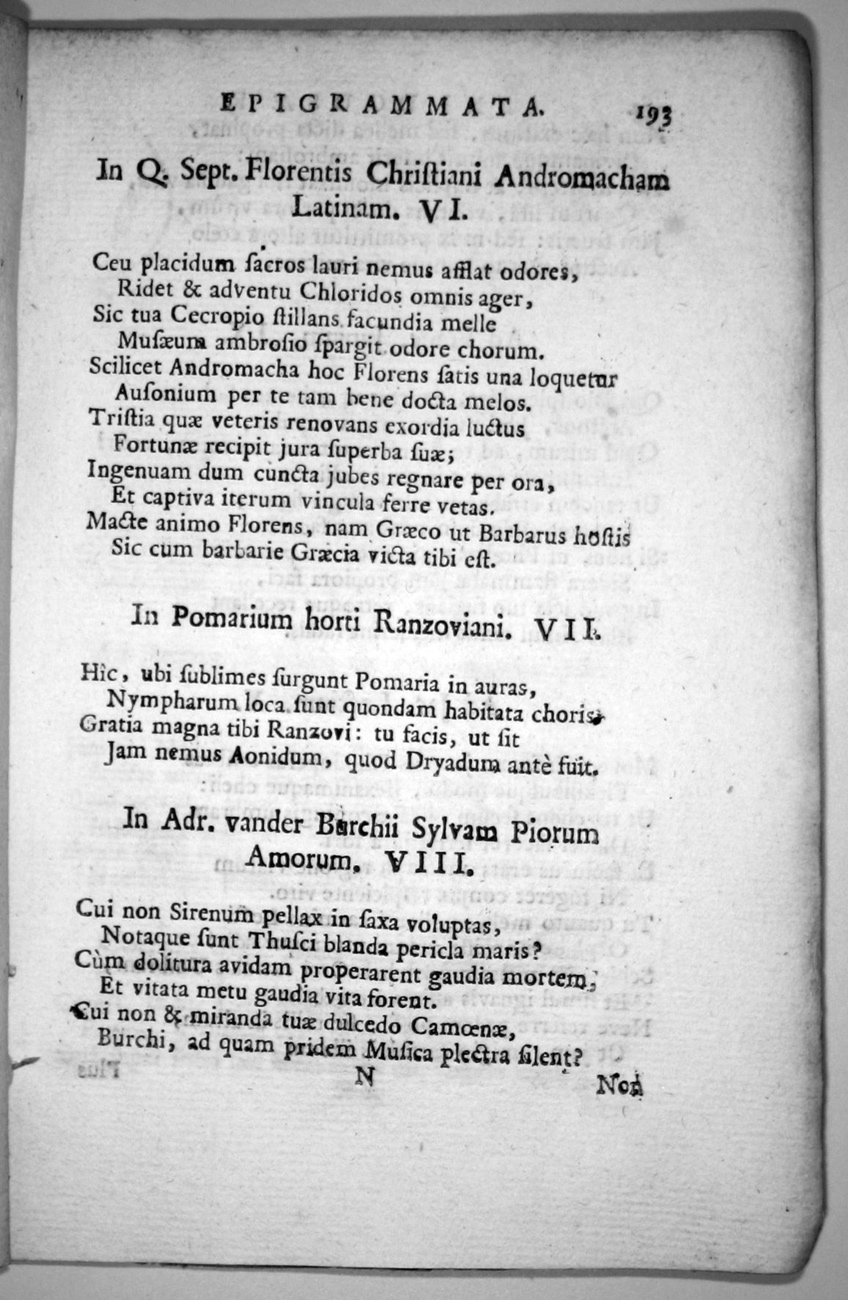 EPIGRAMMATA. 193
In Q. Sept. Florentis Chriſtiani Andromacham
Latinam. VI.
Ceu placidum ſacros lauri nemus afflat odores,
Ridet & adventu Chloridos omnis ager,
Sic tua Cecropio ſtillans facundia melle
Muſæum ambroſio ſpargit odore chorum.
Scilicet Andromacha hoc Florens ſatis una loquetur
Auſonium per te tam bene docta melos.
Triſtia quæ veteris renovans exordia luctus
Fortunæ recipit jura ſuperba ſuæ;
Ingenuam dum cuncta jubes regnare per ora,
Et captiva iterum vincula ferre vetas.
Macte animo Florens, nam Græco ut Barbarus hoſtis
Sic cum barbarie Græcia victa tibi eſt.
In Pomarium horti Ranzoviani. VII.
Hîc, ubi ſublimes ſurgunt Pomaria in auras,
Nympharum loca ſunt quondam habitata choris,
Gratia magna tibi Ranzovi: tu facis, ut ſit
Jam nemus Aonidum, quod Dryadum antè fuit.
In Adr. vander Burchii Sylvam Piorum
Amorum. VIII.
Cui non Sirenum pellax in ſaxa voluptas,
Notaque ſunt Thuſci blanda pericla maris?
Cùm dolitura avidam properarent gaudia mortem,
Et vitata metu gaudia vita forent.
Cui non & miranda tuæ dulcedo Camœnæ,
Burchi, ad quam pridem Muſica plectra ſilent?
N Non